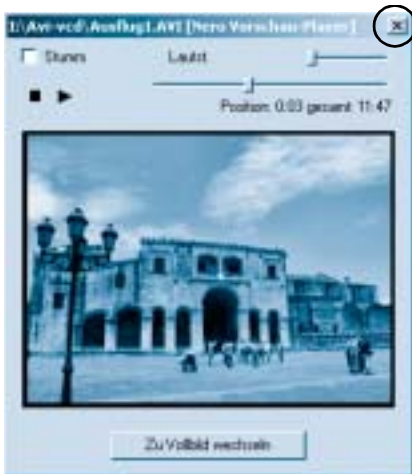 I:\Avi-vcd\Ausflug1.AVI [Nero Vorschau-Player]
Stumm Lautst
Position: 0:03 gesamt: 11:47
Zu Vollbild wechseln